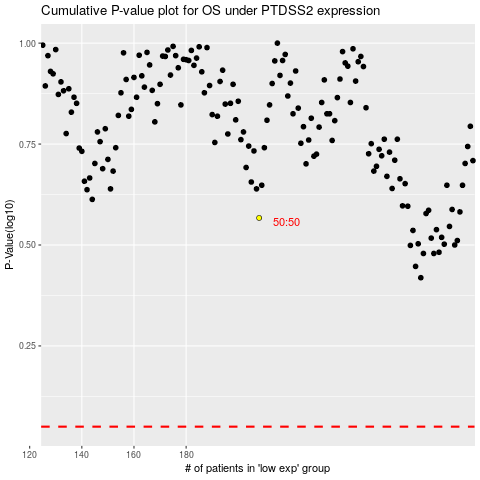 Cumulative P-value plot for OS under PTDSS2 expression
P-Value(log10)
1.00
0.75
0.50
0.25
50:50
120 140 160 180
# of patients in 'low exp' group